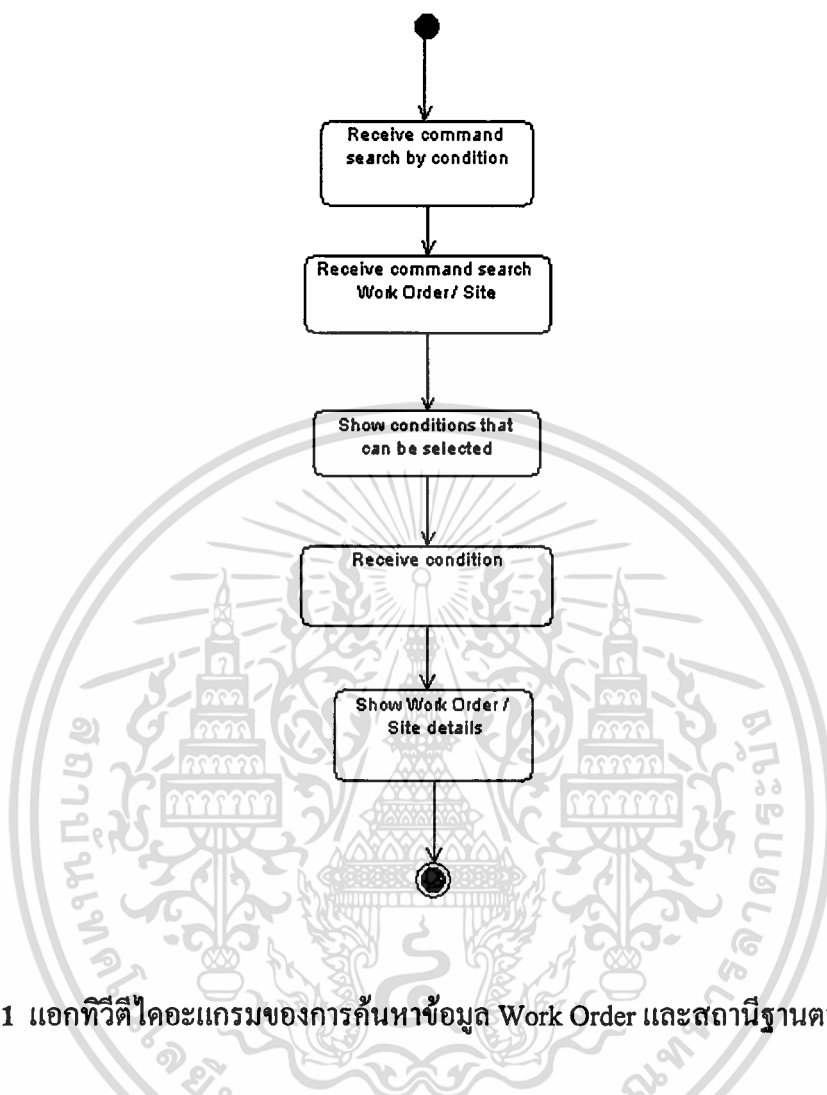 Receive command
search by condition
Receive command search
Work Order / Site
Show conditions that
can be selected
Receive condition
Show Work Order /
Site details
1 แอกทิวีตีไดอะแกรมของการค้นหาข้อมูล Work Order และสถานีฐานต